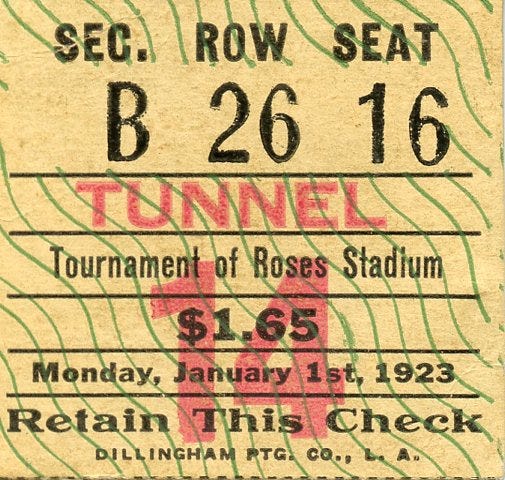 SEC. ROW SEAT
B 26 16
TUNNEL
14
Tournament of Roses Stadium
$1.65
Monday, January 1st, 1923
Retain This Check
DILLINGHAM PTG. CO., L. A.